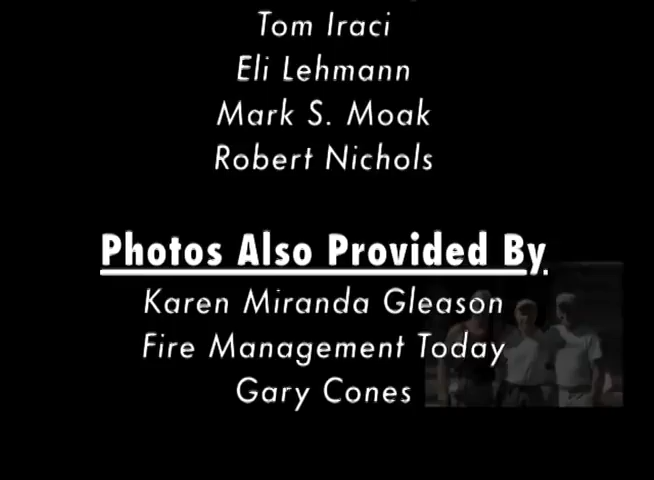 Tom Iraci
Eli Lehmann
Mark S. Moak
Robert Nichols
Photos Also Provided By
Karen Miranda Gleason
Fire Management Today
Gary Cones